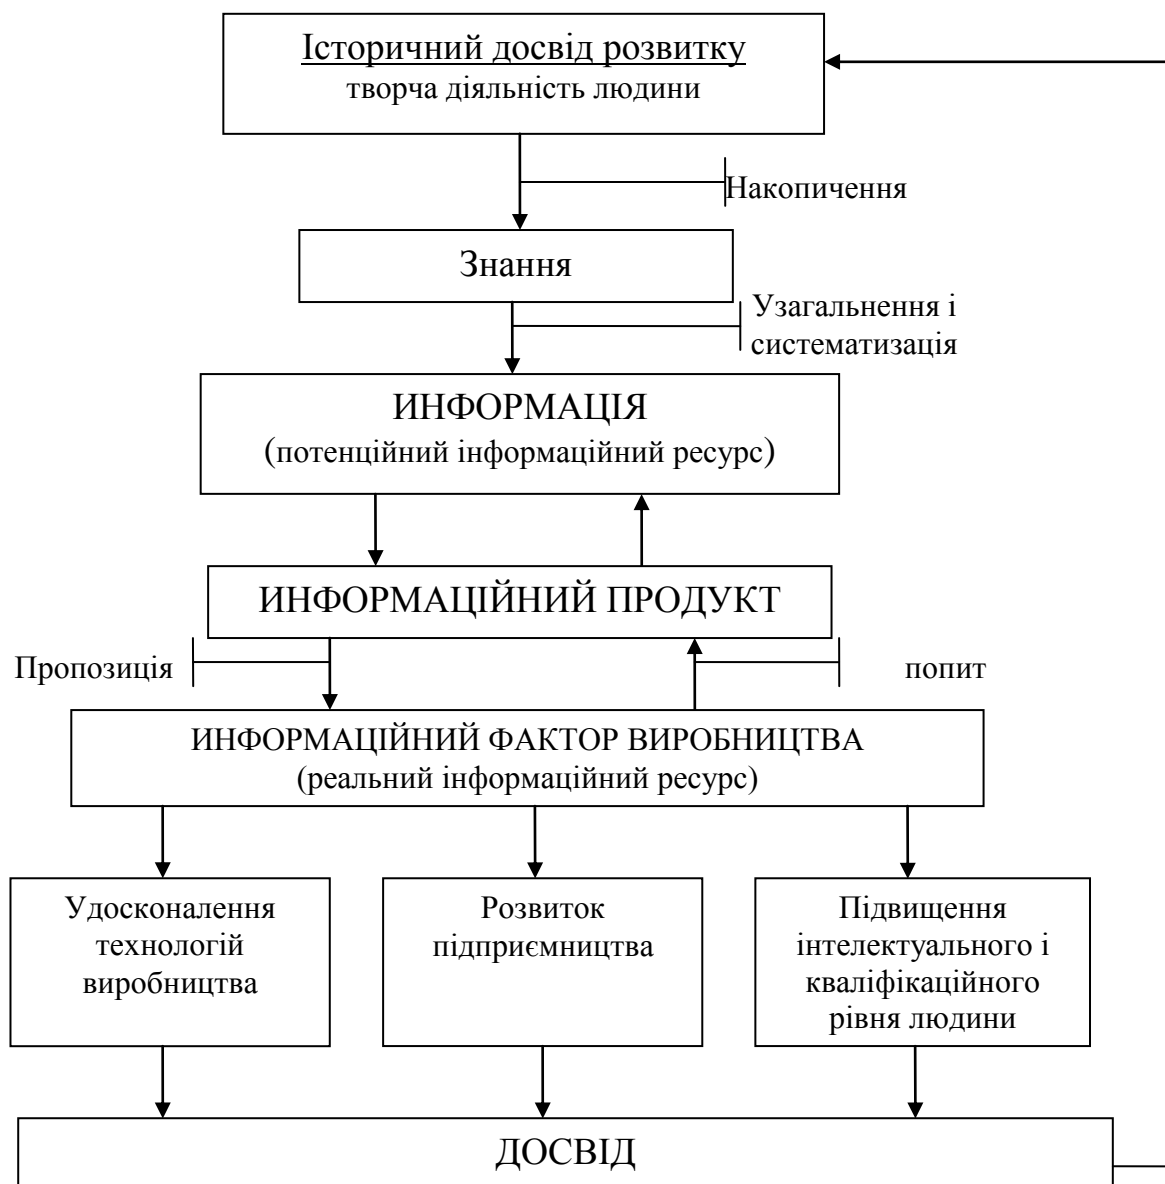 Історичний досвід розвитку
творча діяльність людини
Накопичення
Знання
Узагальнення і
систематизація
ИНФОРМАЦІЯ
(потенційний інформаційний ресурс)
ИНФОРМАЦІЙНИЙ ПРОДУКТ
Пропозиція
попит
ИНФОРМАЦІЙНИЙ ФАКТОР ВИРОБНИЦТВА
(реальний інформаційний ресурс)
Удосконалення
технологій
виробництва
Розвиток
підприємництва
Підвищення
інтелектуального і
кваліфікаційного
рівня людини
ДОСВІД